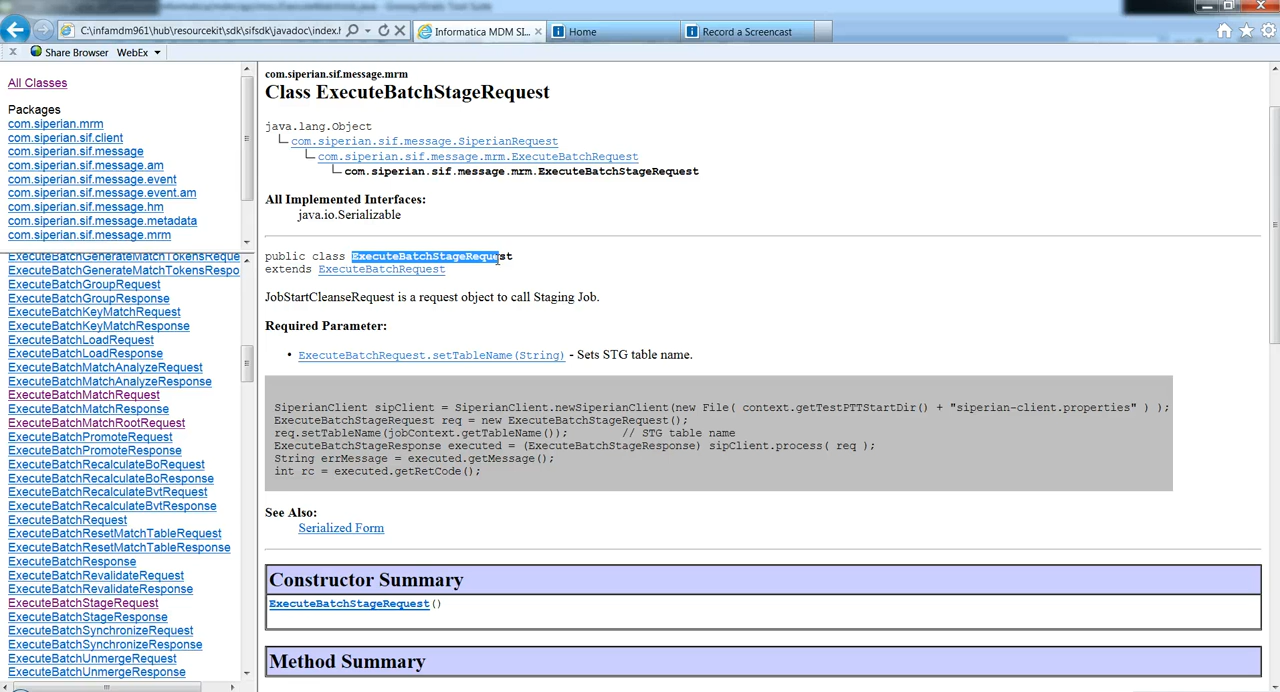 C:\infamdm961\hub\resourcekit\sdk\sifsdk\javadoc\index.h
Informatica MDM SI...
Home
Record a Screencast
Share Browser WebEx
All Classes
Packages
com.siperian.mrm
com.siperian.sif.client
com.siperian.sif.message
com.siperian.sif.message.am
com.siperian.sif.message.event
com.siperian.sif.message.event.am
com.siperian.sif.message.hm
com.siperian.sif.message.metadata
com.siperian.sif.message.mrm
ExecuteBatchGenerateMatchTokensReque
ExecuteBatchGenerateMatchTokensRespo
ExecuteBatchGroupRequest
ExecuteBatchGroupResponse
ExecuteBatchKeyMatchRequest
ExecuteBatchKeyMatchResponse
ExecuteBatchLoadRequest
ExecuteBatchLoadResponse
ExecuteBatchMatchAnalyzeRequest
ExecuteBatchMatchAnalyzeResponse
ExecuteBatchMatchRequest
ExecuteBatchMatchResponse
ExecuteBatchMatchRootRequest
ExecuteBatchPromoteRequest
ExecuteBatchPromoteResponse
ExecuteBatchRecalculateBoRequest
ExecuteBatchRecalculateBoResponse
ExecuteBatchRecalculateBvtRequest
ExecuteBatchRecalculateBvtResponse
ExecuteBatchRequest
ExecuteBatchResetMatchTableRequest
ExecuteBatchResetMatchTableResponse
ExecuteBatchResponse
ExecuteBatchRevalidateRequest
ExecuteBatchRevalidateResponse
ExecuteBatchStageRequest
ExecuteBatchStageResponse
ExecuteBatchSynchronizeRequest
ExecuteBatchSynchronizeResponse
ExecuteBatchUnmergeRequest
ExecuteBatchUnmergeResponse
com.siperian.sif.message.mrm
Class ExecuteBatchStageRequest
java.lang.Object
com.siperian.sif.message.SiperianRequest
com.siperian.sif.message.mrm.ExecuteBatchRequest
com.siperian.sif.message.mrm.ExecuteBatchStageRequest
All Implemented Interfaces:
java.io.Serializable
public class ExecuteBatchStageRequest
extends ExecuteBatchRequest
JobStartCleanseRequest is a request object to call Staging Job.
Required Parameter:
• ExecuteBatchRequest.setTableName(String) - Sets STG table name.
SiperianClient sipClient = SiperianClient.newSiperianClient(new File( context.getTestPTTStartDir() + "siperian-client.properties" ) );
ExecuteBatchStageRequest req = new ExecuteBatchStageRequest();
req.setTableName(jobContext.getTableName()); // STG table name
ExecuteBatchStageResponse executed = (ExecuteBatchStageResponse) sipClient.process( req );
String errMessage = executed.getMessage();
int rc = executed.getRetCode();
See Also:
Serialized Form
Constructor Summary
ExecuteBatchStageRequest()
Method Summary